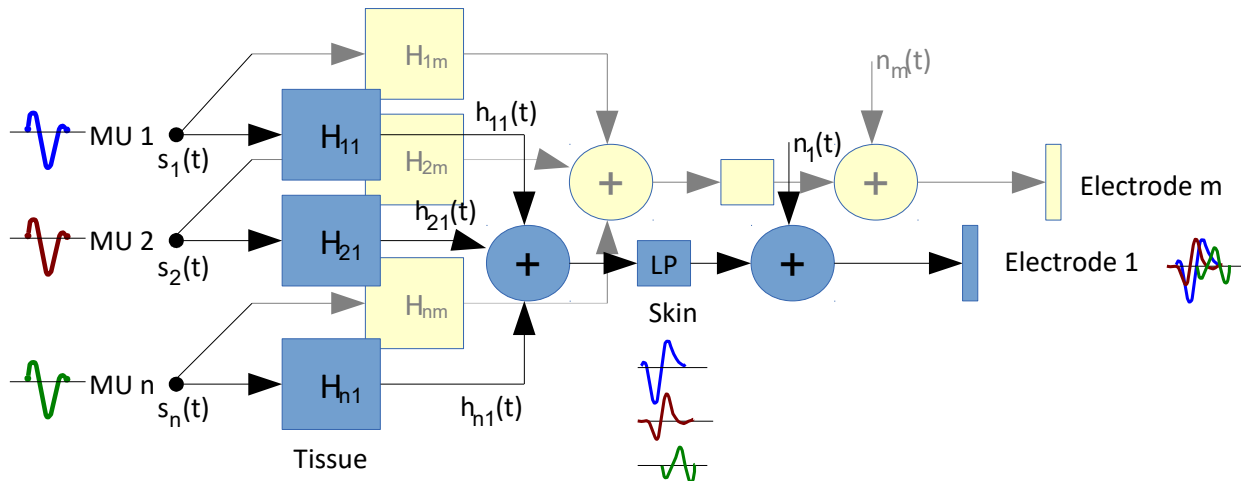 H1m
nm(t)
MU 1
s1(t)
H11
h11(t)
H2m
n1(t)
+
+
Electrode m
MU 2
s2(t)
H21
h21(t)
+
LP
+
Electrode 1
Hnm
Skin
MU n
sn(t)
Hn1
hn1(t)
Tissue